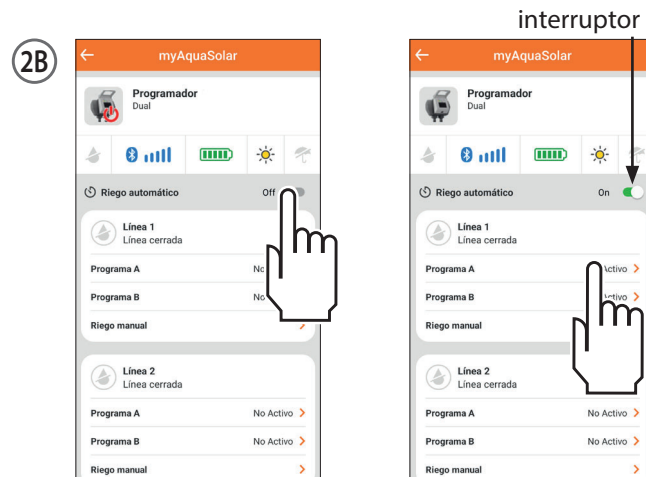 interruptor
2B
myAquaSolar
Programador
Dual
Riego automático Off
Línea 1
Línea cerrada
Programa A No
Programa B No
Riego manual
Línea 2
Línea cerrada
Programa A No Activo
Programa B No Activo
Riego manual
myAquaSolar
Programador
Dual
Riego automático On
Línea 1
Línea cerrada
Programa A Activo
Programa B Activo
Riego manual
Línea 2
Línea cerrada
Programa A No Activo
Programa B No Activo
Riego manual